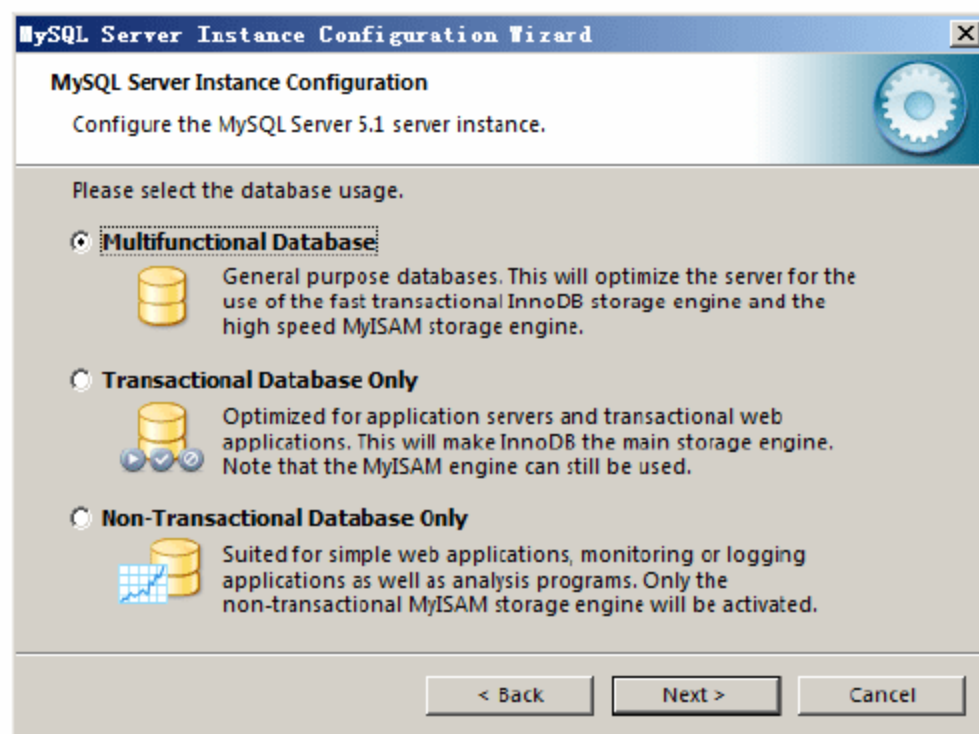 MySQL Server Instance Configuration Wizard
MySQL Server Instance Configuration
Configure the MySQL Server 5.1 server instance.
Please select the database usage.
Multifunctional Database
General purpose databases. This will optimize the server for the
use of the fast transactional InnoDB storage engine and the
high speed MyISAM storage engine.
Transactional Database Only
Optimized for application servers and transactional web
applications. This will make InnoDB the main storage engine.
Note that the MyISAM engine can still be used.
Non-Transactional Database Only
Suited for simple web applications, monitoring or logging
applications as well as analysis programs. Only the
non-transactional MyISAM storage engine will be activated.
< Back
Next >
Cancel